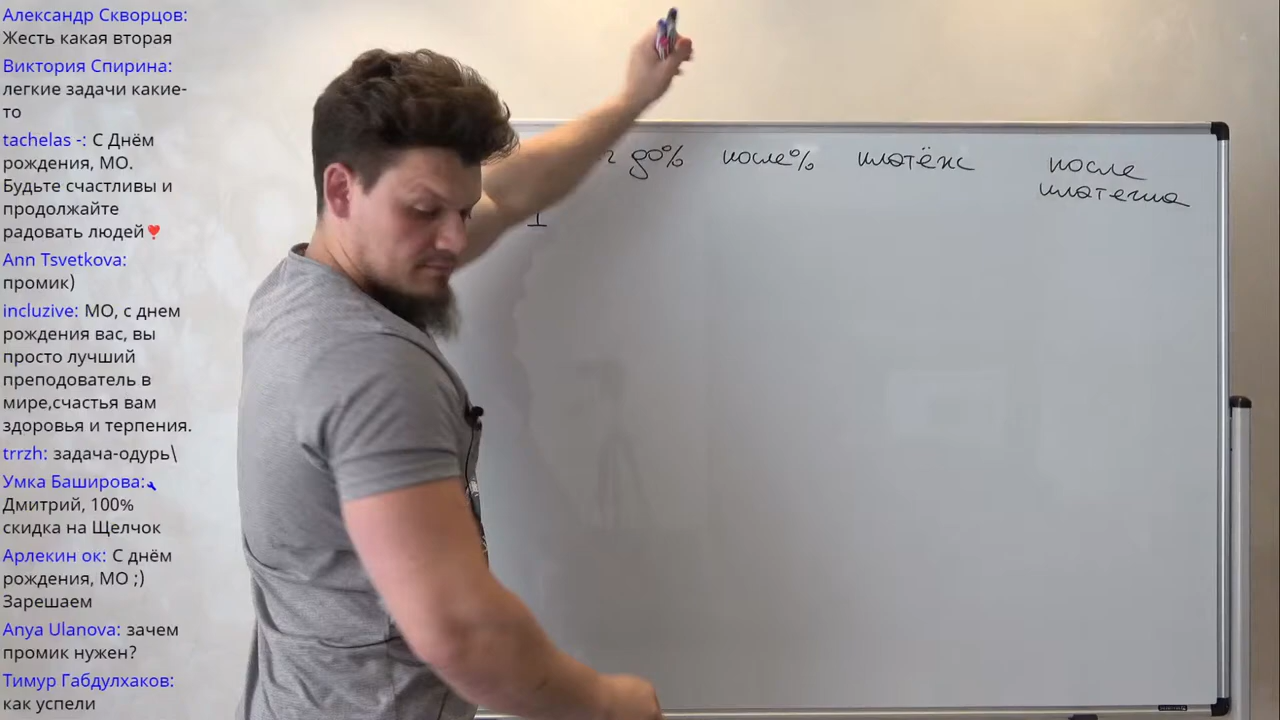 Александр Скворцов:
Жесть какая вторая
Виктория Спирина:
легкие задачи какие-
то
tachelas -: С Днём
рождения, МО.
Будьте счастливы и
продолжайте
радовать людей❣️
Ann Tsvetkova:
промик)
incluzive: МО, с днем
рождения вас, вы
просто лучший
преподователь в
мире,счастья вам
здоровья и терпения.
trrzh: задача-одурь\
Умка Баширова:
Дмитрий, 100%
скидка на Щелчок
Арлекин ок: С днём
рождения, МО ;)
Зарешаем
Anya Ulanova: зачем
промик нужен?
Тимур Габдулхаков:
как успели
до% после% платёж после
платежа
1